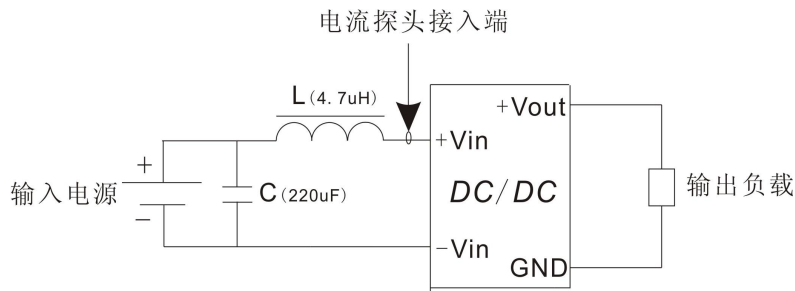 电流探头接入端
L(4.7uH)
+Vout
+Vin
+
输入电源
C(220uF)
DC/DC
输出负载
−
−Vin
GND